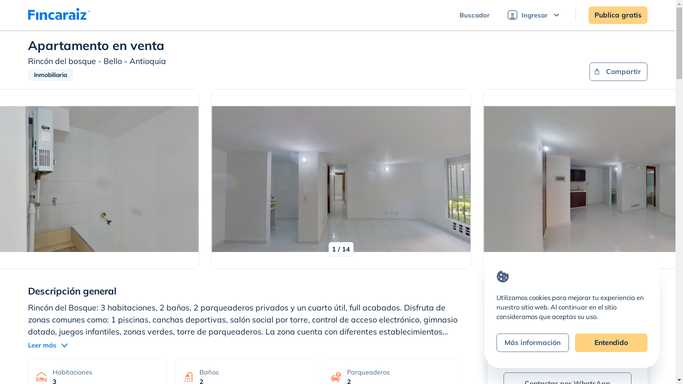 Fincaraiz
Buscador
Ingresar
Publica gratis
Apartamento en venta
Rincón del bosque - Bello - Antioquia
Inmobiliaria
Compartir
1 / 14
Descripción general
Rincón del Bosque: 3 habitaciones, 2 baños, 2 parqueaderos privados y un cuarto útil, full acabados. Disfruta de
zonas comunes como: 1 piscinas, canchas deportivas, salón social por torre, control de acceso electrónico, gimnasio
dotado, juegos infantiles, zonas verdes, torre de parqueaderos. La zona cuenta con diferentes establecimientos...
Leer más
Habitaciones
3
Baños
2
Parqueaderos
2
Utilizamos cookies para mejorar tu experiencia en
nuestro sitio web. Al continuar en el sitio
consideramos que aceptas su uso.
Más información
Entendido
Contactar por WhatsApp